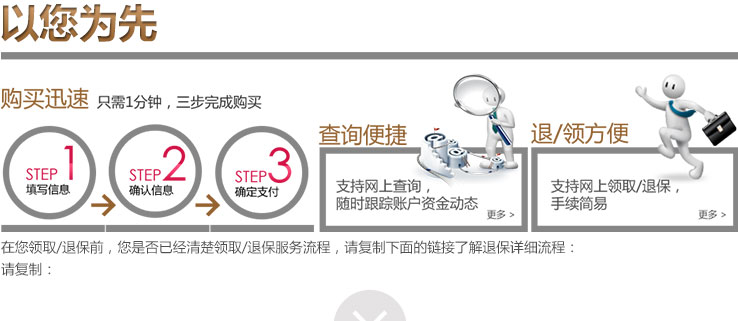 以您为先
购买迅速 只需1分钟，三步完成购买
STEP 1
填写信息
STEP 2
确认信息
STEP 3
确定支付
查询便捷
支持网上查询，
随时跟踪账户资金动态
更多 >
退/领方便
支持网上领取/退保，
手续简易
更多 >
在您领取/退保前，您是否已经清楚领取/退保服务流程，请复制下面的链接了解退保详细流程：
请复制：